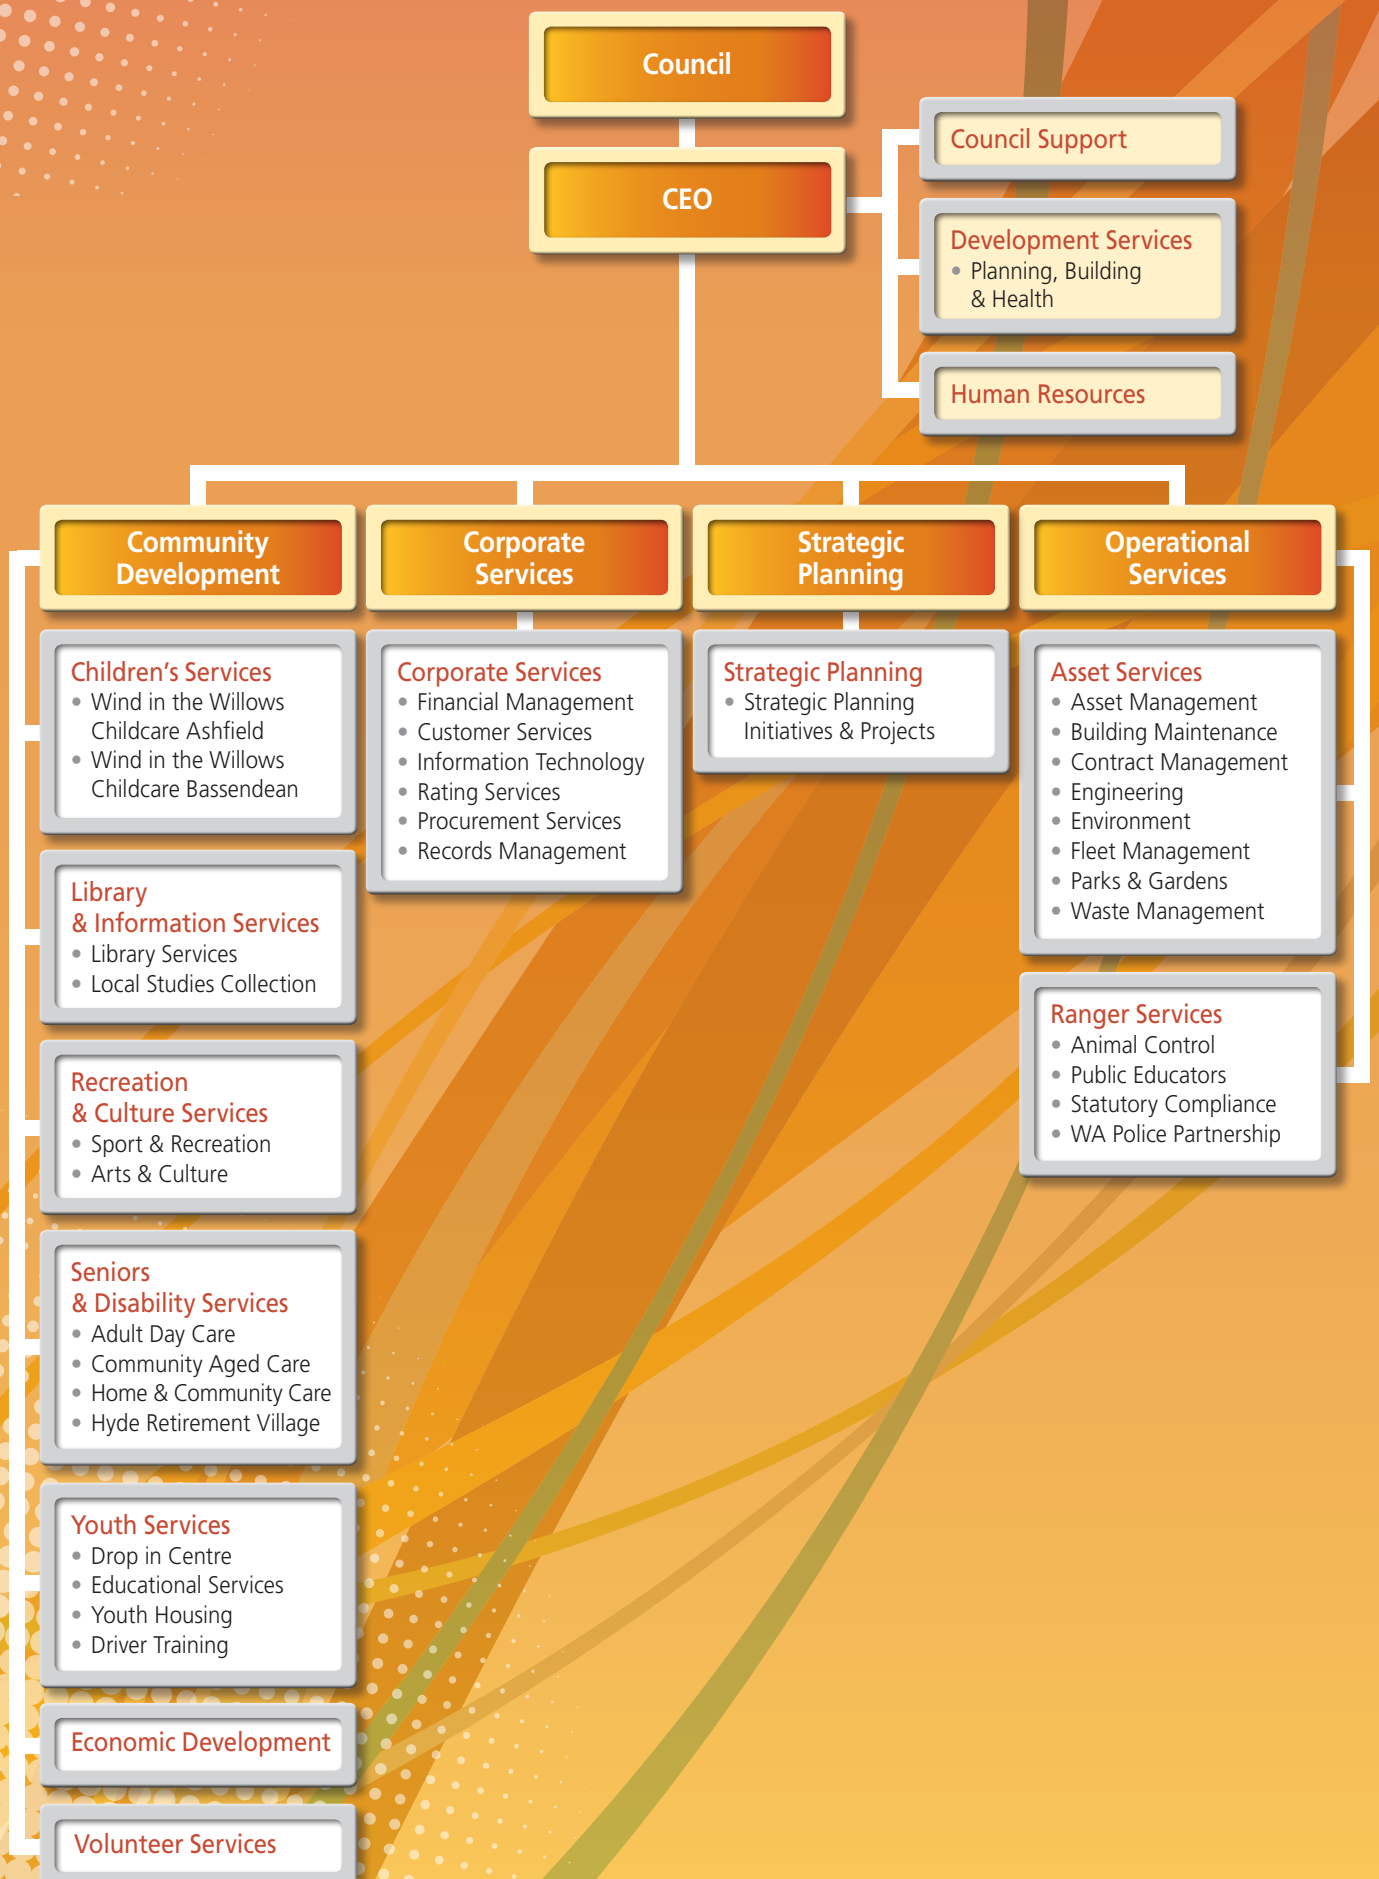 Council
CEO
Council Support
Development Services
• Planning, Building
& Health
Human Resources
Community
Development
Children's Services
• Wind in the Willows
Childcare Ashfield
• Wind in the Willows
Childcare Bassendean
Library
& Information Services
• Library Services
• Local Studies Collection
Recreation
& Culture Services
• Sport & Recreation
• Arts & Culture
Seniors
& Disability Services
• Adult Day Care
• Community Aged Care
• Home & Community Care
• Hyde Retirement Village
Youth Services
• Drop in Centre
• Educational Services
• Youth Housing
• Driver Training
Economic Development
Volunteer Services
Corporate
Services
Corporate Services
• Financial Management
• Customer Services
• Information Technology
• Rating Services
• Procurement Services
• Records Management
Strategic
Planning
Strategic Planning
• Strategic Planning
Initiatives & Projects
Operational
Services
Asset Services
• Asset Management
• Building Maintenance
• Contract Management
• Engineering
• Environment
• Fleet Management
• Parks & Gardens
• Waste Management
Ranger Services
• Animal Control
• Public Educators
• Statutory Compliance
• WA Police Partnership